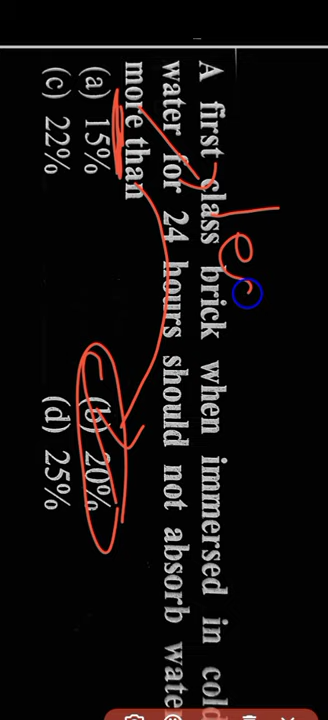 A first class brick when immersed in cold
water for 24 hours should not absorb water
more than
(a) 15% (b) 20%
(c) 22% (d) 25%